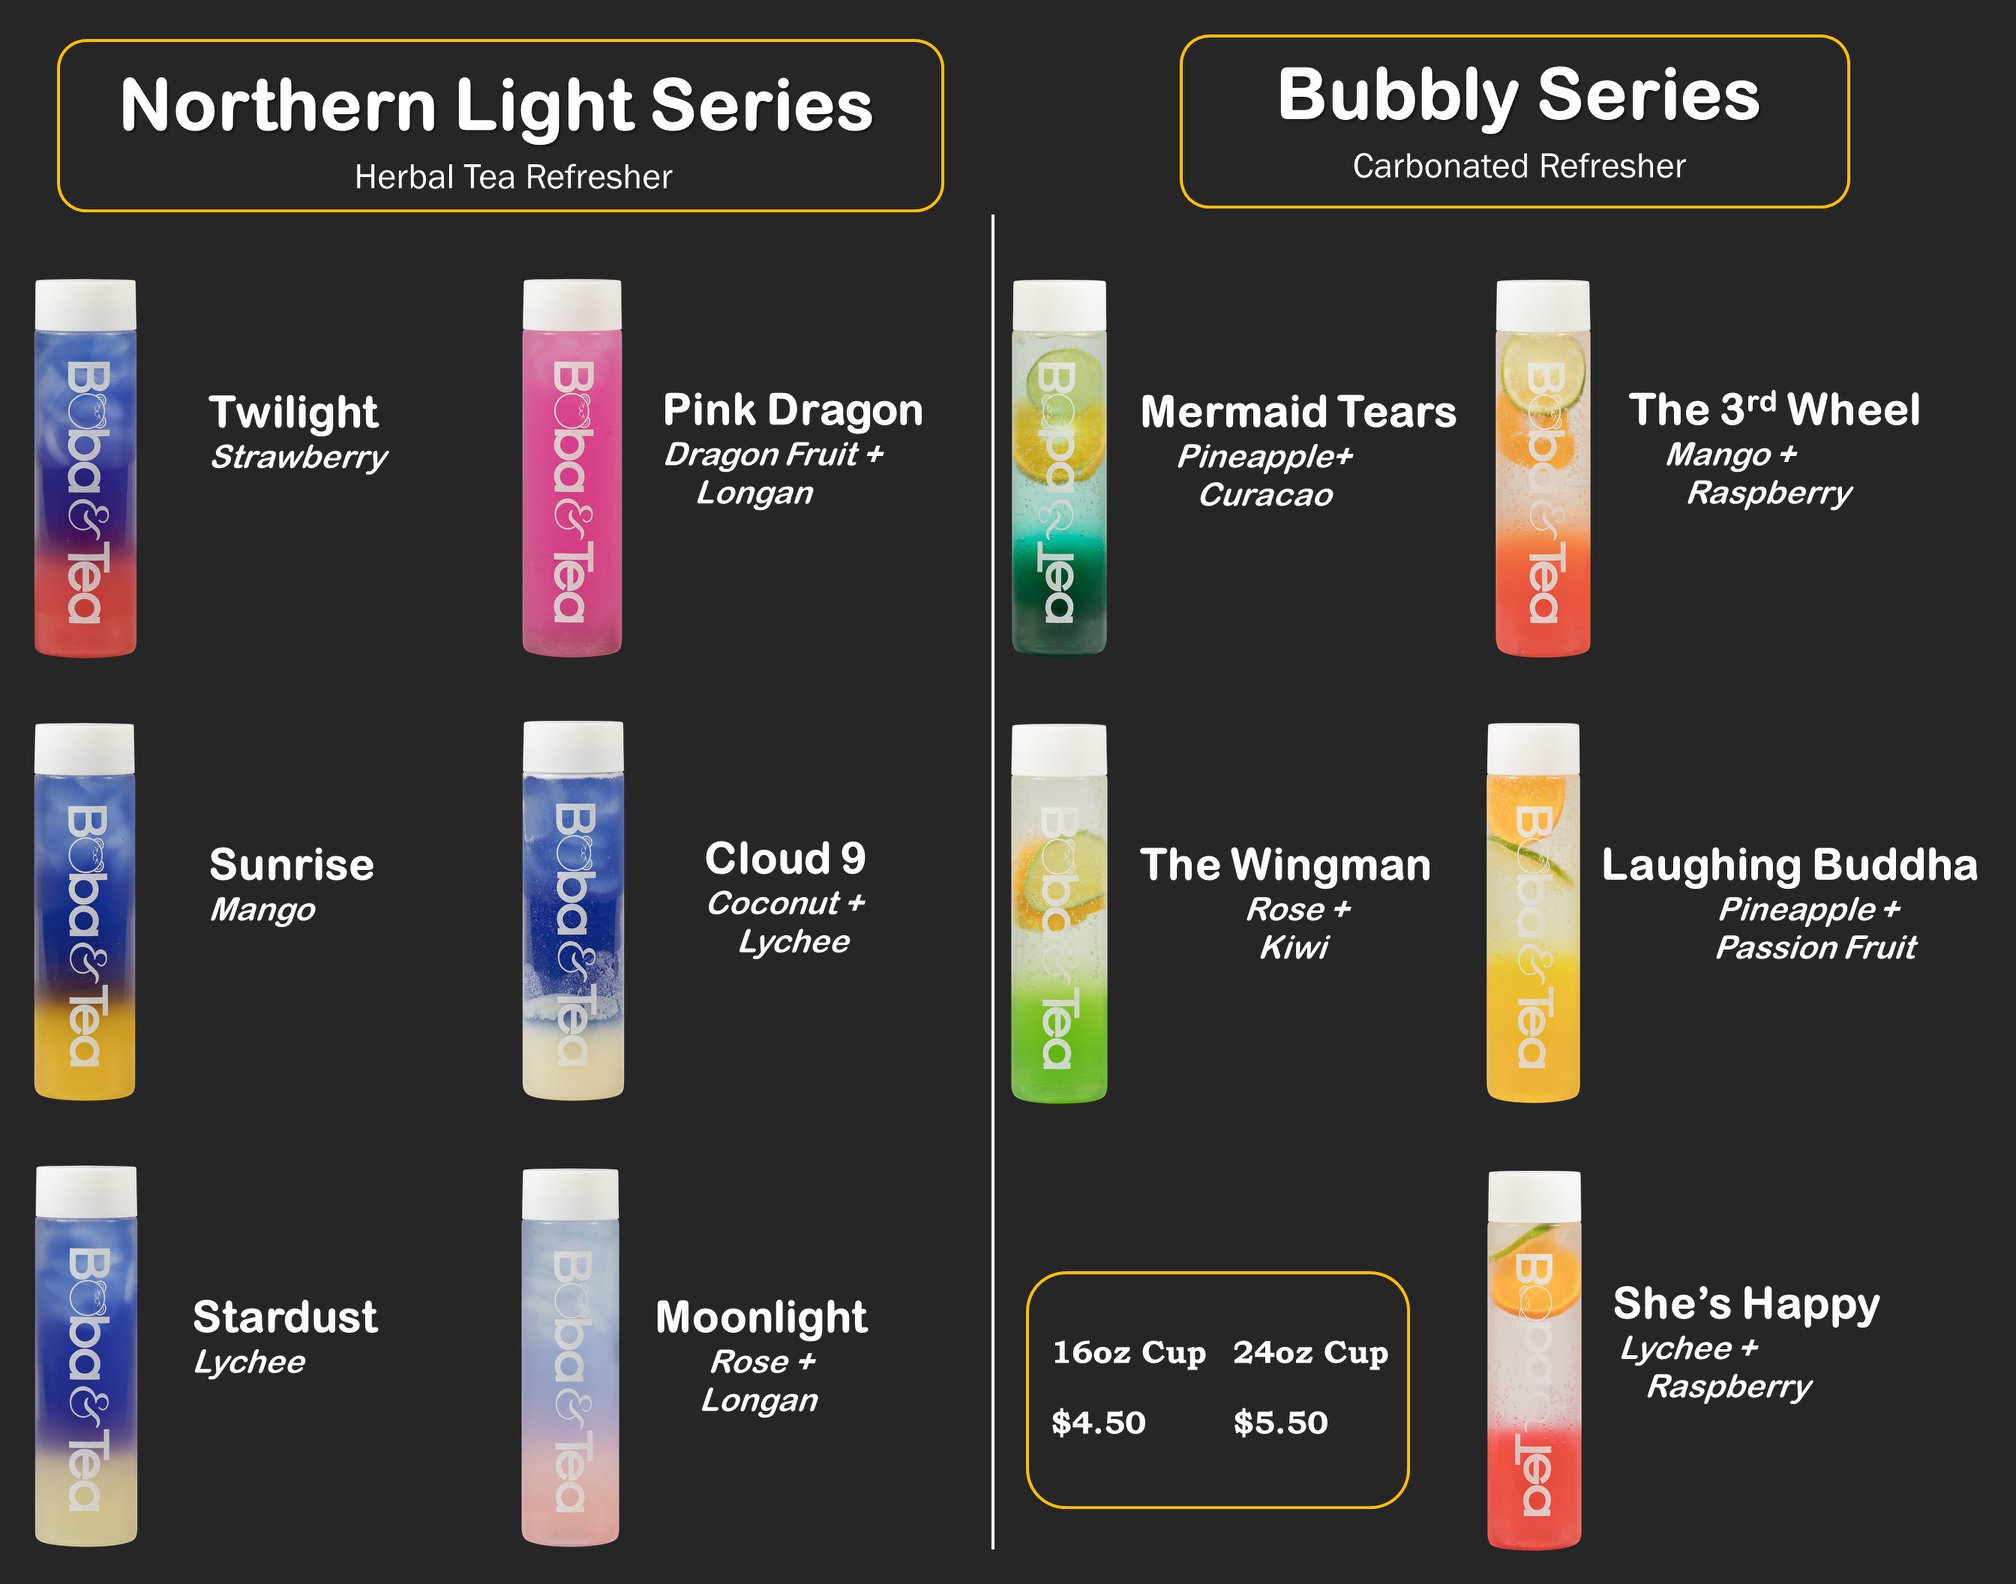 Northern Light Series
Herbal Tea Refresher
Twilight
Strawberry
Pink Dragon
Dragon Fruit +
Longan
Sunrise
Mango
Cloud 9
Coconut +
Lychee
Stardust
Lychee
Moonlight
Rose +
Longan
Bubbly Series
Carbonated Refresher
Mermaid Tears
Pineapple+
Curacao
The 3rd Wheel
Mango +
Raspberry
The Wingman
Rose +
Kiwi
Laughing Buddha
Pineapple +
Passion Fruit
She’s Happy
Lychee +
Raspberry
16oz Cup 24oz Cup
$4.50 $5.50
Boba & Tea
Boba & Tea
Boba & Tea
Boba & Tea
Boba & Tea
Boba & Tea
Boba & Tea
Boba & Tea
Boba & Tea
Boba & Tea
Boba & Tea